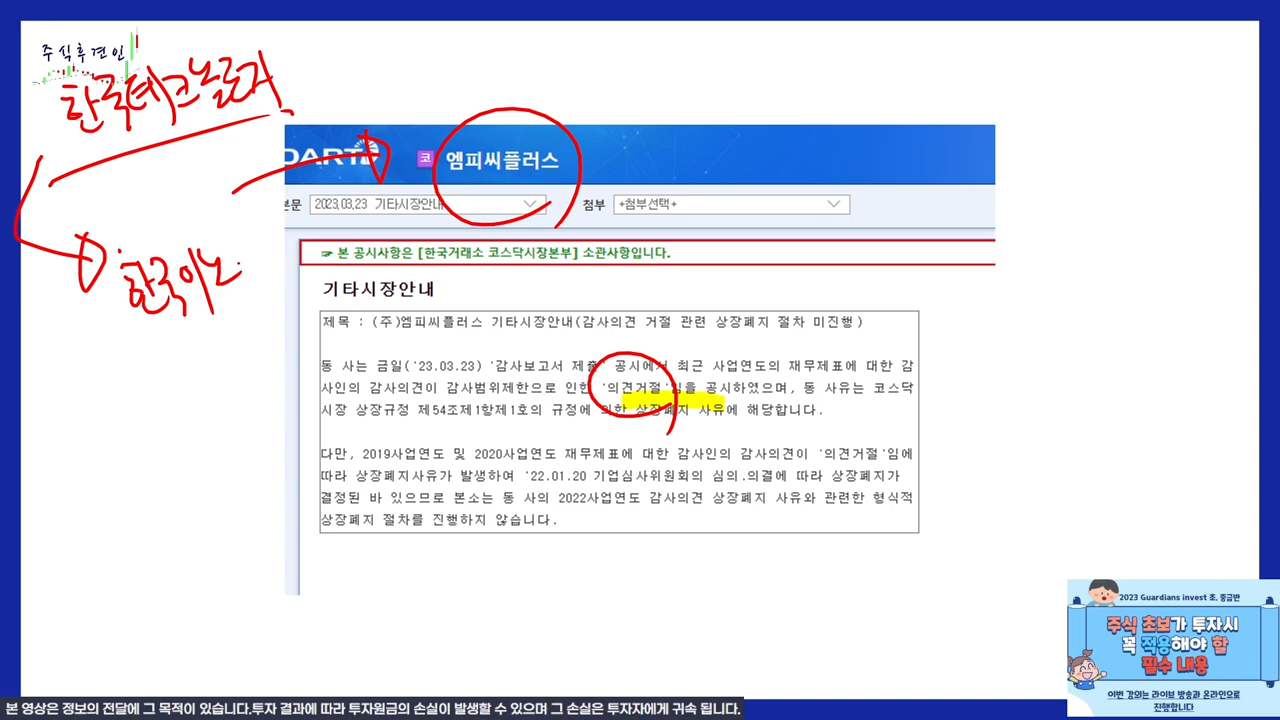 주식후견인
한국테크놀로지
한국이노
DART
코 엠피씨플러스
본문 2023.03.23 기타시장안내
첨부 +첨부선택+
☞ 본 공시사항은 [한국거래소 코스닥시장본부] 소관사항입니다.
기타시장안내
제목 : (주)엠피씨플러스 기타시장안내(감사의견 거절 관련 상장폐지 절차 미진행)
동 사는 금일('23.03.23) '감사보고서 제출' 공시에서 최근 사업연도의 재무제표에 대한 감
사인의 감사의견이 감사범위제한으로 인한 '의견거절'임을 공시하였으며, 동 사유는 코스닥
시장 상장규정 제54조제1항제1호의 규정에 의한 상장폐지 사유에 해당합니다.
다만, 2019사업연도 및 2020사업연도 재무제표에 대한 감사인의 감사의견이 '의견거절'임에
따라 상장폐지사유가 발생하여 '22.01.20 기업심사위원회의 심의.의결에 따라 상장폐지가
결정된 바 있으므로 본소는 동 사의 2022사업연도 감사의견 상장폐지 사유와 관련한 형식적
상장폐지 절차를 진행하지 않습니다.
2023 Guardians invest 초, 중급반
주식 초보가 투자시
꼭 적용해야 할
필수 내용
이번 강의는 라이브 방송과 온라인으로
진행합니다
본 영상은 정보의 전달에 그 목적이 있습니다.투자 결과에 따라 투자원금의 손실이 발생할 수 있으며 그 손실은 투자자에게 귀속 됩니다.